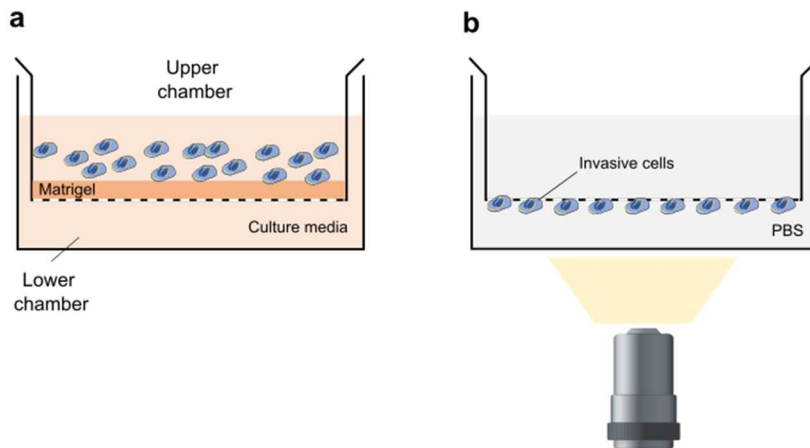 a
Upper
chamber
Matrigel
Culture media
Lower
chamber
b
Invasive cells
PBS